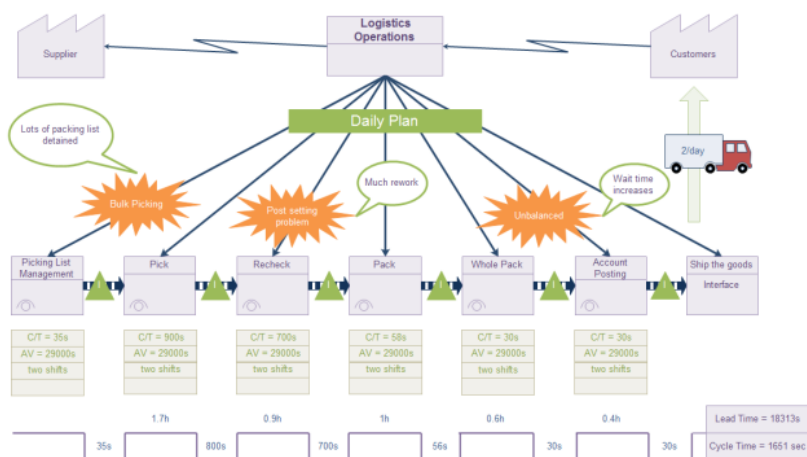 Logistics
Operations
Supplier
Customers
Daily Plan
Lots of packing list
detained
2/day
Much rework
Wait time
increases
Bulk Picking
Post setting
problem
Unbalanced
Picking List
Management
Pick
Recheck
Pack
Whole Pack
Account
Posting
Ship the goods
Interface
I
I
I
I
I
I
C/T = 35s
AV = 29000s
two shifts
C/T = 900s
AV = 29000s
two shifts
C/T = 700s
AV = 29000s
two shifts
C/T = 58s
AV = 29000s
two shifts
C/T = 30s
AV = 29000s
two shifts
C/T = 30s
AV = 29000s
two shifts
1.7h
0.9h
1h
0.6h
0.4h
Lead Time = 18313s
35s
800s
700s
56s
30s
30s
Cycle Time = 1651 sec